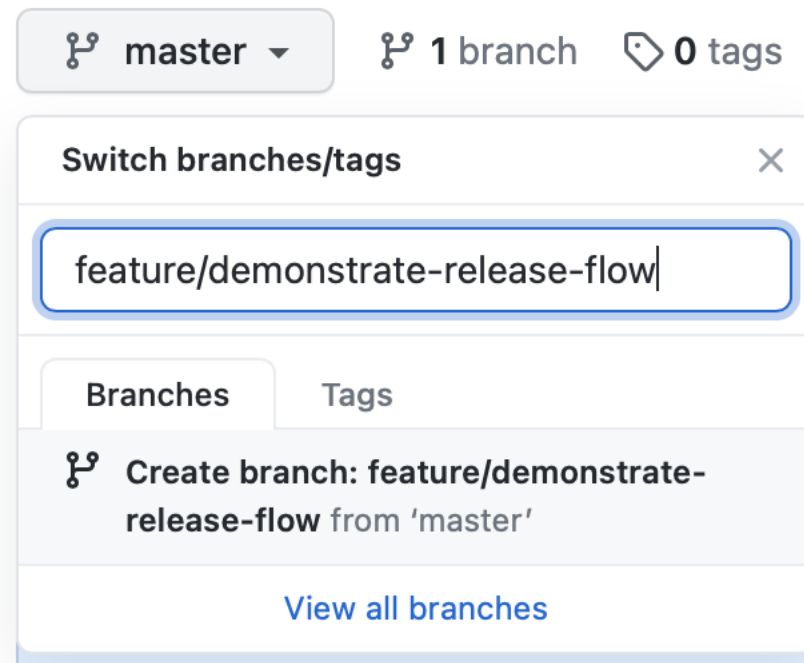 master 1 branch 0 tags
Switch branches/tags
feature/demonstrate-release-flow
Branches Tags
Create branch: feature/demonstrate-
release-flow from ‘master’
View all branches